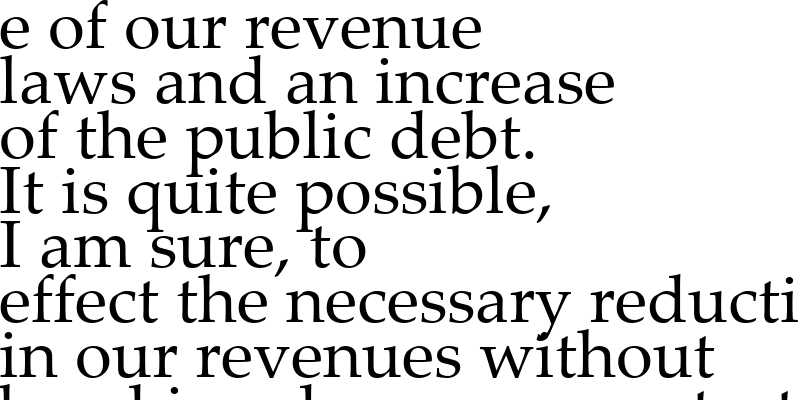 e of our revenue
laws and an increase
of the public debt.
It is quite possible,
I am sure, to
effect the necessary reducti
in our revenues without